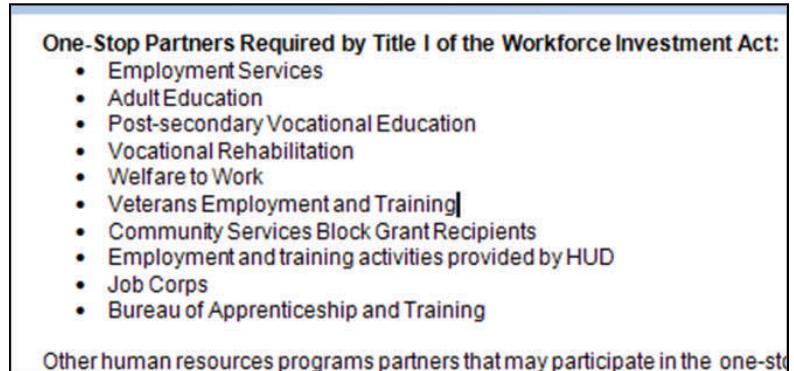 One-Stop Partners Required by Title I of the Workforce Investment Act:
• Employment Services
• Adult Education
• Post-secondary Vocational Education
• Vocational Rehabilitation
• Welfare to Work
• Veterans Employment and Training
• Community Services Block Grant Recipients
• Employment and training activities provided by HUD
• Job Corps
• Bureau of Apprenticeship and Training
Other human resources programs partners that may participate in the